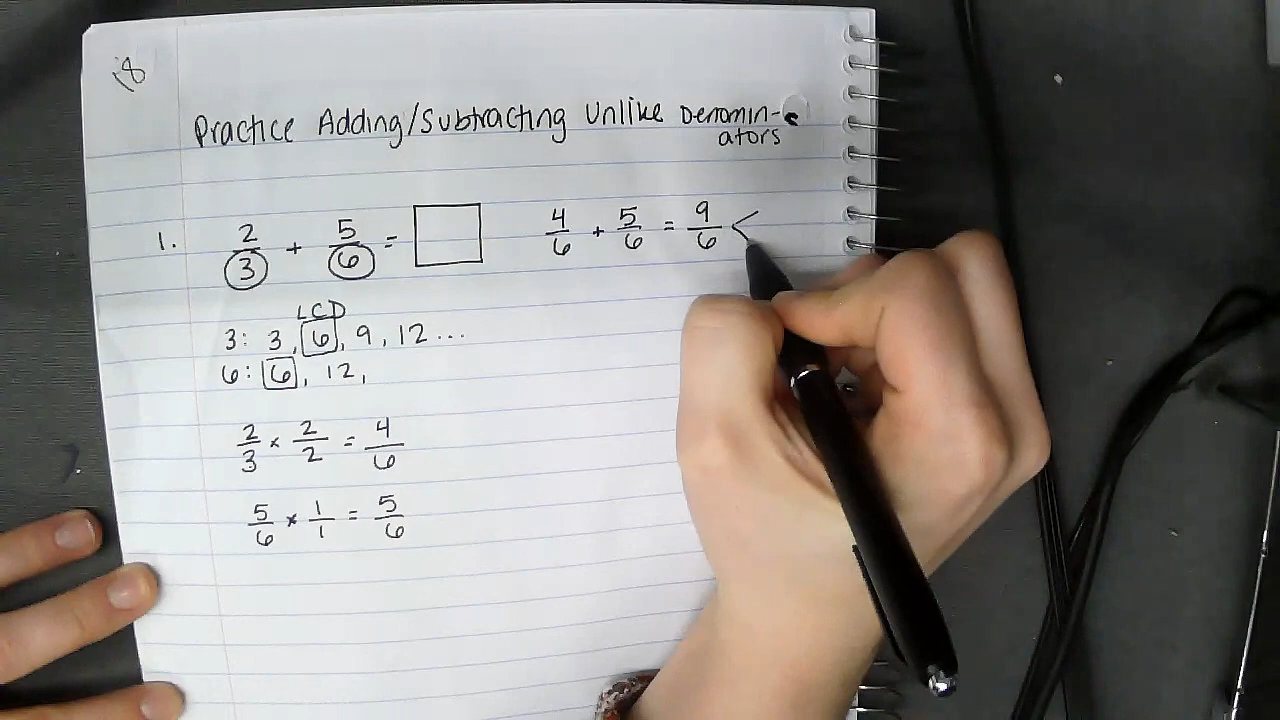 18
Practice Adding/Subtracting Unlike Denomin-
ators
1. 2/3 + 5/6 = □ 4/6 + 5/6 = 9/6 <
LCD
3: 3, 6, 9, 12...
6: 6, 12,
2/3 × 2/2 = 4/6
5/6 × 1/1 = 5/6